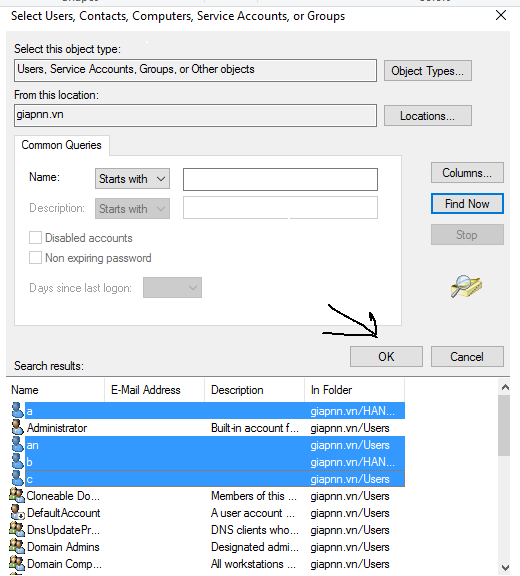 Select Users, Contacts, Computers, Service Accounts, or Groups
Select this object type:
Users, Service Accounts, Groups, or Other objects
Object Types...
From this location:
giapnn.vn
Locations...
Common Queries
Name:
Starts with
Columns...
Description:
Starts with
Find Now
Disabled accounts
Stop
Non expiring password
Days since last logon:
OK
Cancel
Search results:
Name E-Mail Address Description In Folder
a giapnn.vn/HAN...
Administrator Built-in account f... giapnn.vn/Users
an giapnn.vn/Users
b giapnn.vn/HAN...
c giapnn.vn/Users
Cloneable Do... Members of this ... giapnn.vn/Users
DefaultAccount A user account ... giapnn.vn/Users
DnsUpdatePr... DNS clients who... giapnn.vn/Users
Domain Admins Designated admi... giapnn.vn/Users
Domain Comp... All workstations ... giapnn.vn/Users